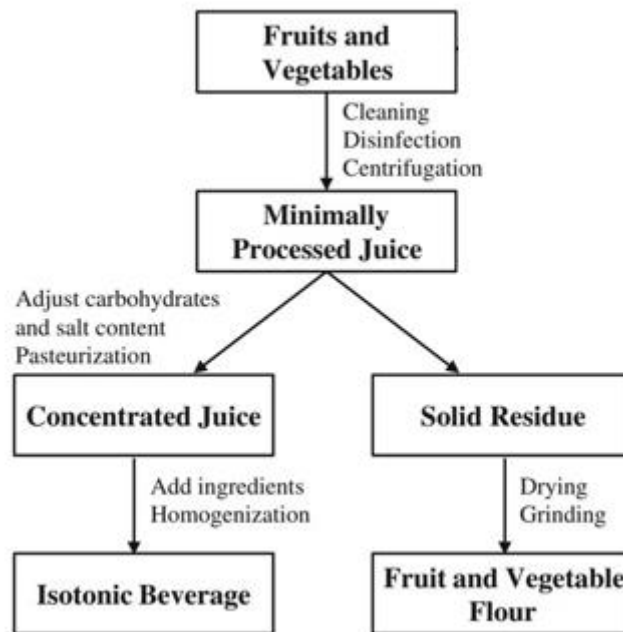 Fruits and
Vegetables
Cleaning
Disinfection
Centrifugation
Minimally
Processed Juice
Adjust carbohydrates
and salt content
Pasteurization
Concentrated Juice
Solid Residue
Add ingredients
Homogenization
Drying
Grinding
Isotonic Beverage
Fruit and Vegetable
Flour